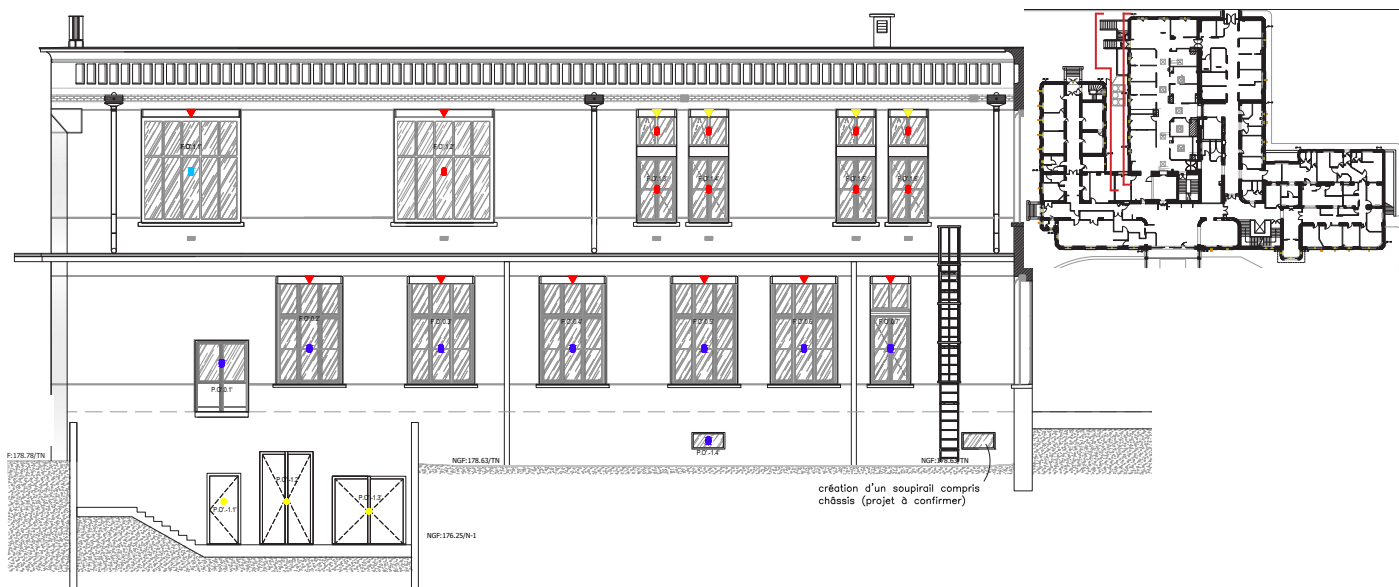 P.O'.1.1'
P.O'.1.2'
P.O'.1.3'
P.O'.1.4'
P.O'.1.5'
P.O'.1.6'
P.O'.0.2'
P.O'.0.3'
P.O'.0.4'
P.O'.0.5'
P.O'.0.6'
P.O'.0.7'
P.O'.0.1'
P.O'.-1.4'
F:178.78/TN
NGF:178.63/TN
NGF:178.63/TN
P.O'.-1.1'
P.O'.-1.2'
P.O'.-1.3'
création d'un soupirail compris
châssis (projet à confirmer)
NGF:176.25/N-1